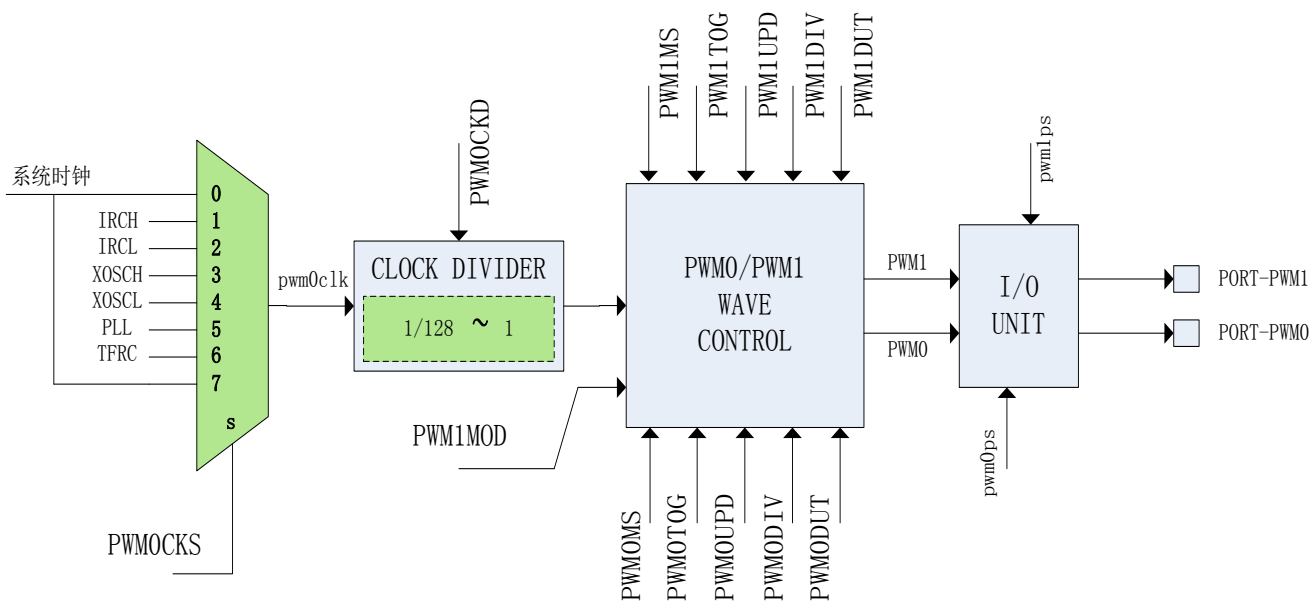 PWM1MS
PWM1TOG
PWM1UPD
PWM1DIV
PWM1DUT
PWM0CKD
pwm1ps
系统时钟
0
IRCH
1
IRCL
2
XOSCH
3
XOSCL
4
PLL
5
TFRC
6
7
s
pwm0clk
CLOCK DIVIDER
1/128 ~ 1
PWM0/PWM1
WAVE
CONTROL
PWM1
PWM0
I/O
UNIT
PORT-PWM1
PORT-PWM0
PWM1MOD
PWM0CKS
PWM0MS
PWM0TOG
PWM0UPD
PWM0DIV
PWM0DUT
pwm0ps